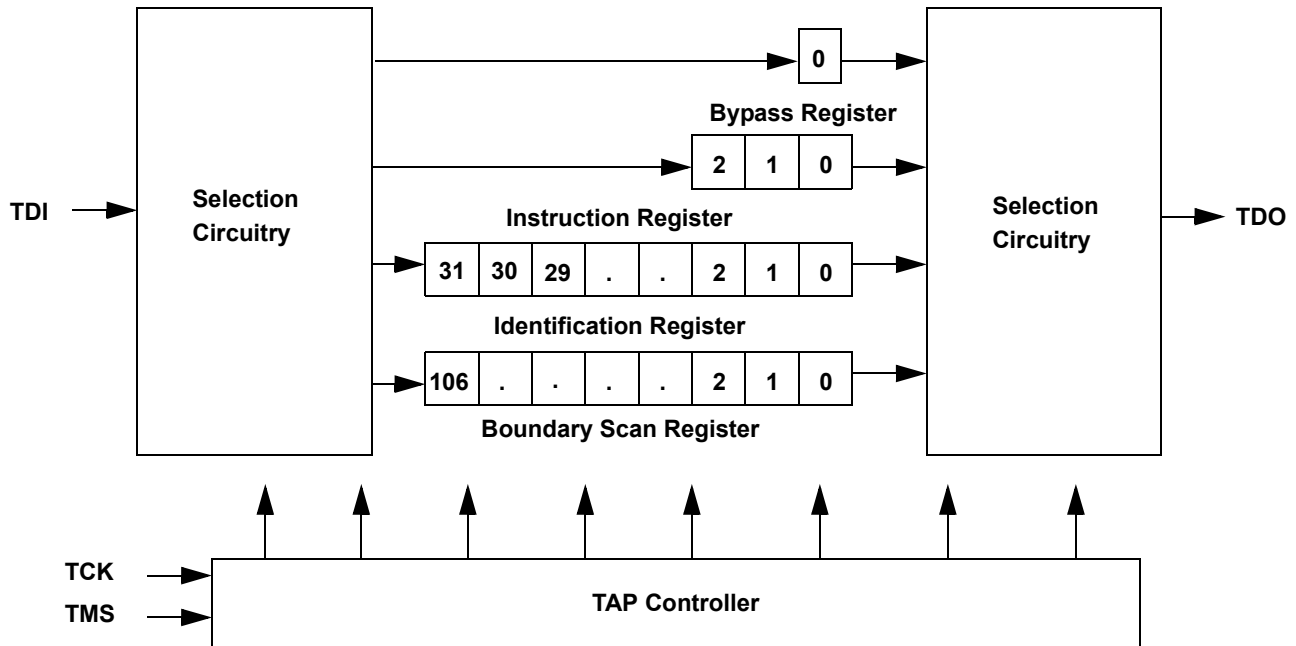 0
Bypass Register
2 1 0
TDI
Selection
Circuitry
Selection
Circuitry
TDO
Instruction Register
31 30 29 . . 2 1 0
Identification Register
106 . . . . 2 1 0
Boundary Scan Register
TCK
TMS
TAP Controller